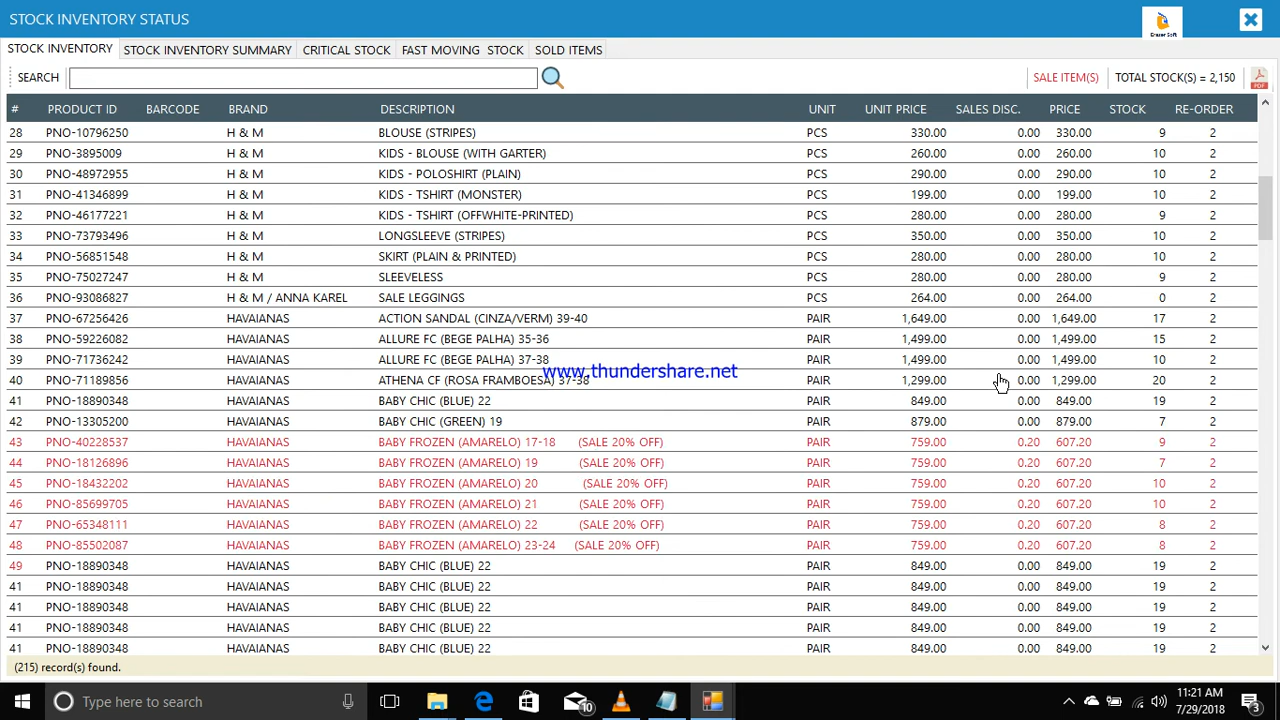 STOCK INVENTORY STATUS
Eraser Soft
STOCK INVENTORY STOCK INVENTORY SUMMARY CRITICAL STOCK FAST MOVING STOCK SOLD ITEMS
SEARCH SALE ITEM(S) TOTAL STOCK(S) = 2,150
# PRODUCT ID BARCODE BRAND DESCRIPTION UNIT UNIT PRICE SALES DISC. PRICE STOCK RE-ORDER
28 PNO-10796250 H & M BLOUSE (STRIPES) PCS 330.00 0.00 330.00 9 2
29 PNO-3895009 H & M KIDS - BLOUSE (WITH GARTER) PCS 260.00 0.00 260.00 10 2
30 PNO-48972955 H & M KIDS - POLOSHIRT (PLAIN) PCS 290.00 0.00 290.00 10 2
31 PNO-41346899 H & M KIDS - TSHIRT (MONSTER) PCS 199.00 0.00 199.00 10 2
32 PNO-46177221 H & M KIDS - TSHIRT (OFFWHITE-PRINTED) PCS 280.00 0.00 280.00 9 2
33 PNO-73793496 H & M LONGSLEEVE (STRIPES) PCS 350.00 0.00 350.00 10 2
34 PNO-56851548 H & M SKIRT (PLAIN & PRINTED) PCS 280.00 0.00 280.00 10 2
35 PNO-75027247 H & M SLEEVELESS PCS 280.00 0.00 280.00 9 2
36 PNO-93086827 H & M / ANNA KAREL SALE LEGGINGS PCS 264.00 0.00 264.00 0 2
37 PNO-67256426 HAVAIANAS ACTION SANDAL (CINZA/VERM) 39-40 PAIR 1,649.00 0.00 1,649.00 17 2
38 PNO-59226082 HAVAIANAS ALLURE FC (BEGE PALHA) 35-36 PAIR 1,499.00 0.00 1,499.00 15 2
39 PNO-71736242 HAVAIANAS ALLURE FC (BEGE PALHA) 37-38 PAIR 1,499.00 0.00 1,499.00 10 2
www.thundershare.net
40 PNO-71189856 HAVAIANAS ATHENA CF (ROSA FRAMBOESA) 37-38 PAIR 1,299.00 0.00 1,299.00 20 2
41 PNO-18890348 HAVAIANAS BABY CHIC (BLUE) 22 PAIR 849.00 0.00 849.00 19 2
42 PNO-13305200 HAVAIANAS BABY CHIC (GREEN) 19 PAIR 879.00 0.00 879.00 7 2
43 PNO-40228537 HAVAIANAS BABY FROZEN (AMARELO) 17-18 (SALE 20% OFF) PAIR 759.00 0.20 607.20 9 2
44 PNO-18126896 HAVAIANAS BABY FROZEN (AMARELO) 19 (SALE 20% OFF) PAIR 759.00 0.20 607.20 7 2
45 PNO-18432202 HAVAIANAS BABY FROZEN (AMARELO) 20 (SALE 20% OFF) PAIR 759.00 0.20 607.20 10 2
46 PNO-85699705 HAVAIANAS BABY FROZEN (AMARELO) 21 (SALE 20% OFF) PAIR 759.00 0.20 607.20 10 2
47 PNO-65348111 HAVAIANAS BABY FROZEN (AMARELO) 22 (SALE 20% OFF) PAIR 759.00 0.20 607.20 8 2
48 PNO-85502087 HAVAIANAS BABY FROZEN (AMARELO) 23-24 (SALE 20% OFF) PAIR 759.00 0.20 607.20 8 2
49 PNO-18890348 HAVAIANAS BABY CHIC (BLUE) 22 PAIR 849.00 0.00 849.00 19 2
41 PNO-18890348 HAVAIANAS BABY CHIC (BLUE) 22 PAIR 849.00 0.00 849.00 19 2
41 PNO-18890348 HAVAIANAS BABY CHIC (BLUE) 22 PAIR 849.00 0.00 849.00 19 2
41 PNO-18890348 HAVAIANAS BABY CHIC (BLUE) 22 PAIR 849.00 0.00 849.00 19 2
41 PNO-18890348 HAVAIANAS BABY CHIC (BLUE) 22 PAIR 849.00 0.00 849.00 19 2
(215) record(s) found.
Type here to search 10 11:21 AM
7/29/2018 3